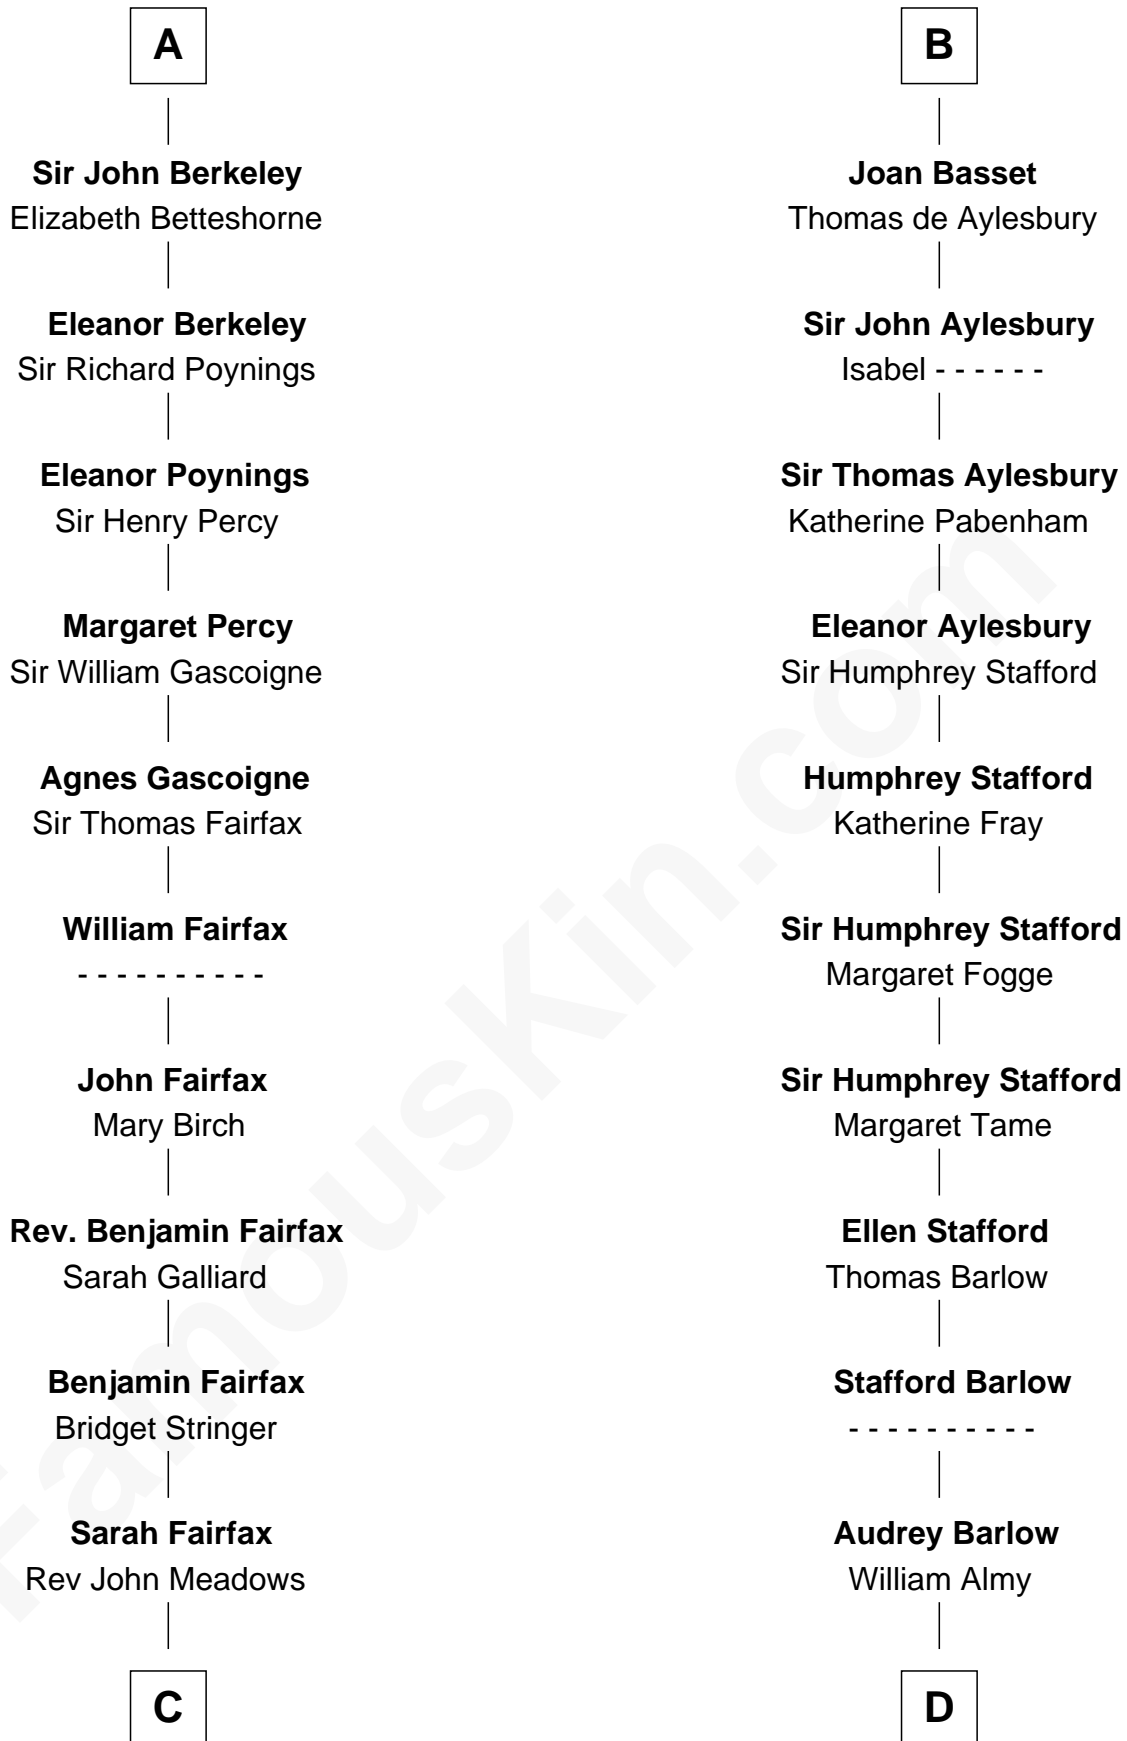 A
Sir John Berkeley
Elizabeth Betteshorne
Eleanor Berkeley
Sir Richard Poynings
Eleanor Poynings
Sir Henry Percy
Margaret Percy
Sir William Gascoigne
Agnes Gascoigne
Sir Thomas Fairfax
William Fairfax
- - - - - - - - - -
John Fairfax
Mary Birch
Rev. Benjamin Fairfax
Sarah Galliard
Benjamin Fairfax
Bridget Stringer
Sarah Fairfax
Rev John Meadows
C
B
Joan Basset
Thomas de Aylesbury
Sir John Aylesbury
Isabel - - - - - -
Sir Thomas Aylesbury
Katherine Pabenham
Eleanor Aylesbury
Sir Humphrey Stafford
Humphrey Stafford
Katherine Fray
Sir Humphrey Stafford
Margaret Fogge
Sir Humphrey Stafford
Margaret Tame
Ellen Stafford
Thomas Barlow
Stafford Barlow
- - - - - - - - - -
Audrey Barlow
William Almy
D
FamousKin.com